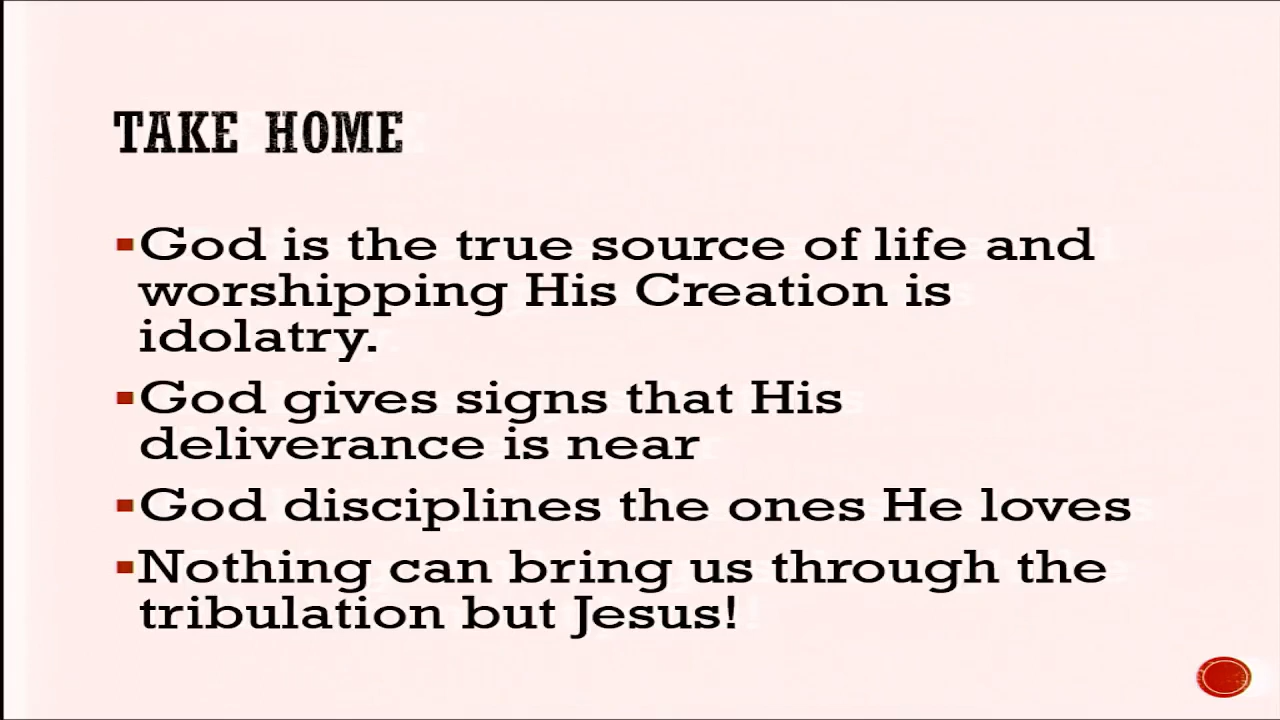 TAKE HOME
▪God is the true source of life and
worshipping His Creation is
idolatry.
▪God gives signs that His
deliverance is near
▪God disciplines the ones He loves
▪Nothing can bring us through the
tribulation but Jesus!